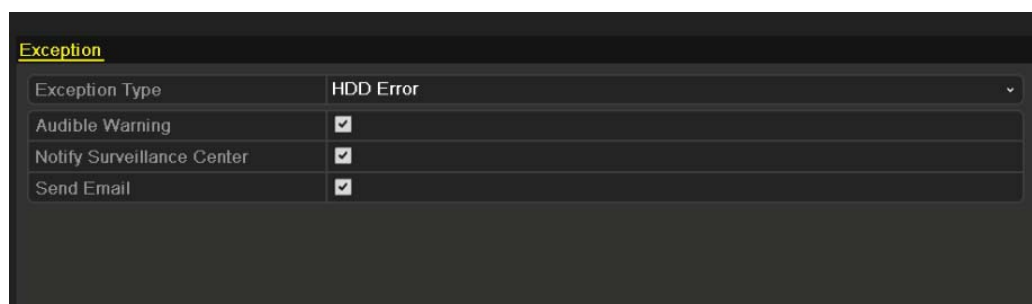 Exception
Exception Type HDD Error
Audible Warning
Notify Surveillance Center
Send Email